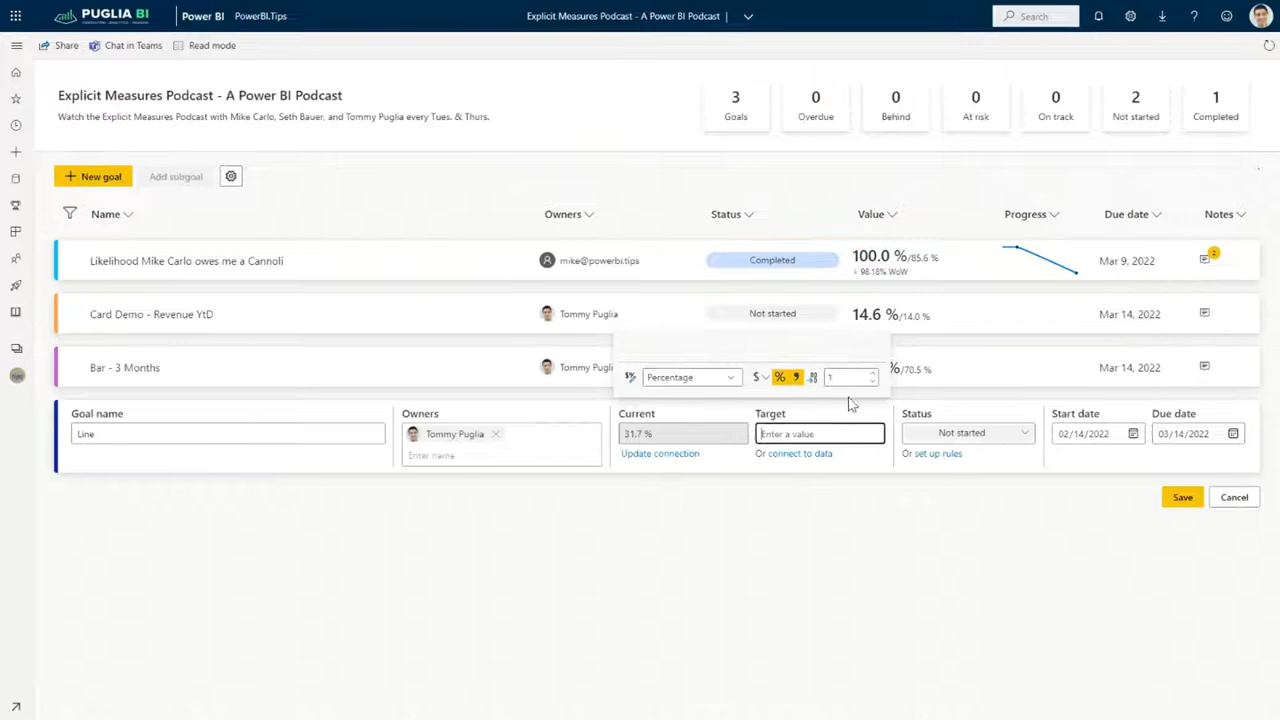 PUGLIA BI
Power BI PowerBI.Tips
Explicit Measures Podcast - A Power BI Podcast
Search
Share Chat in Teams Read mode
Explicit Measures Podcast - A Power BI Podcast
Watch the Explicit Measures Podcast with Mike Carlo, Seth Bauer, and Tommy Puglia every Tues. & Thurs.
3 0 0 0 0 2 1
Goals Overdue Behind At risk On track Not started Completed
+ New goal Add subgoal
Name Owners Status Value Progress Due date Notes
Likelihood Mike Carlo owes me a Cannoli mike@powerbi.tips Completed 100.0 %/85.6 % Mar 9, 2022 2
↓ 98.18% WoW
Card Demo - Revenue YtD Tommy Puglia Not started 14.6 %/14.0 % Mar 14, 2022
Bar - 3 Months Tommy Puglia %/70.5 % Mar 14, 2022
Percentage $ % , 1
Goal name Owners Current Target Status Start date Due date
Line Tommy Puglia 31.7 % Enter a value Not started 02/14/2022 03/14/2022
Enter name Update connection Or connect to data Or set up rules
Save Cancel